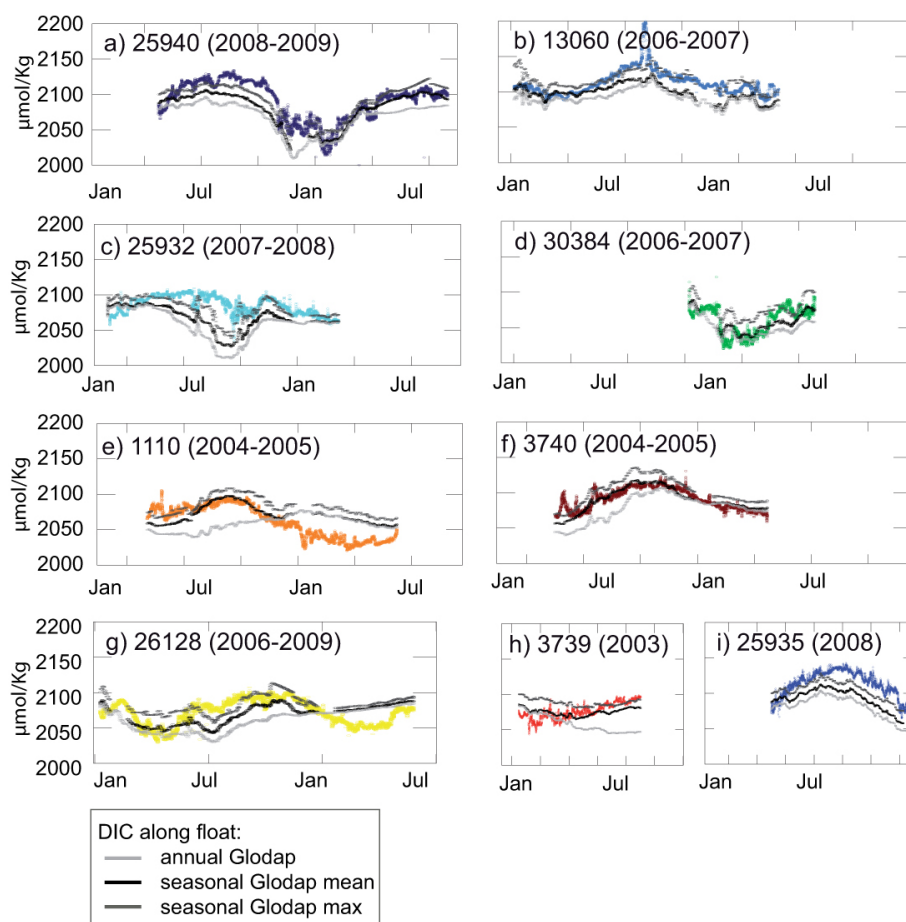 a) 25940 (2008-2009)
b) 13060 (2006-2007)
μmol/Kg
2200
2150
2100
2050
2000
Jan Jul Jan Jul
Jan Jul Jan Jul
c) 25932 (2007-2008)
d) 30384 (2006-2007)
μmol/Kg
2200
2150
2100
2050
2000
Jan Jul Jan Jul
Jan Jul Jan Jul
e) 1110 (2004-2005)
f) 3740 (2004-2005)
μmol/Kg
2200
2150
2100
2050
2000
Jan Jul Jan Jul
Jan Jul Jan Jul
g) 26128 (2006-2009)
h) 3739 (2003)
i) 25935 (2008)
μmol/Kg
2200
2150
2100
2050
2000
Jan Jul Jan Jul
Jan Jul
Jan Jul
DIC along float:
annual Glodap
seasonal Glodap mean
seasonal Glodap max